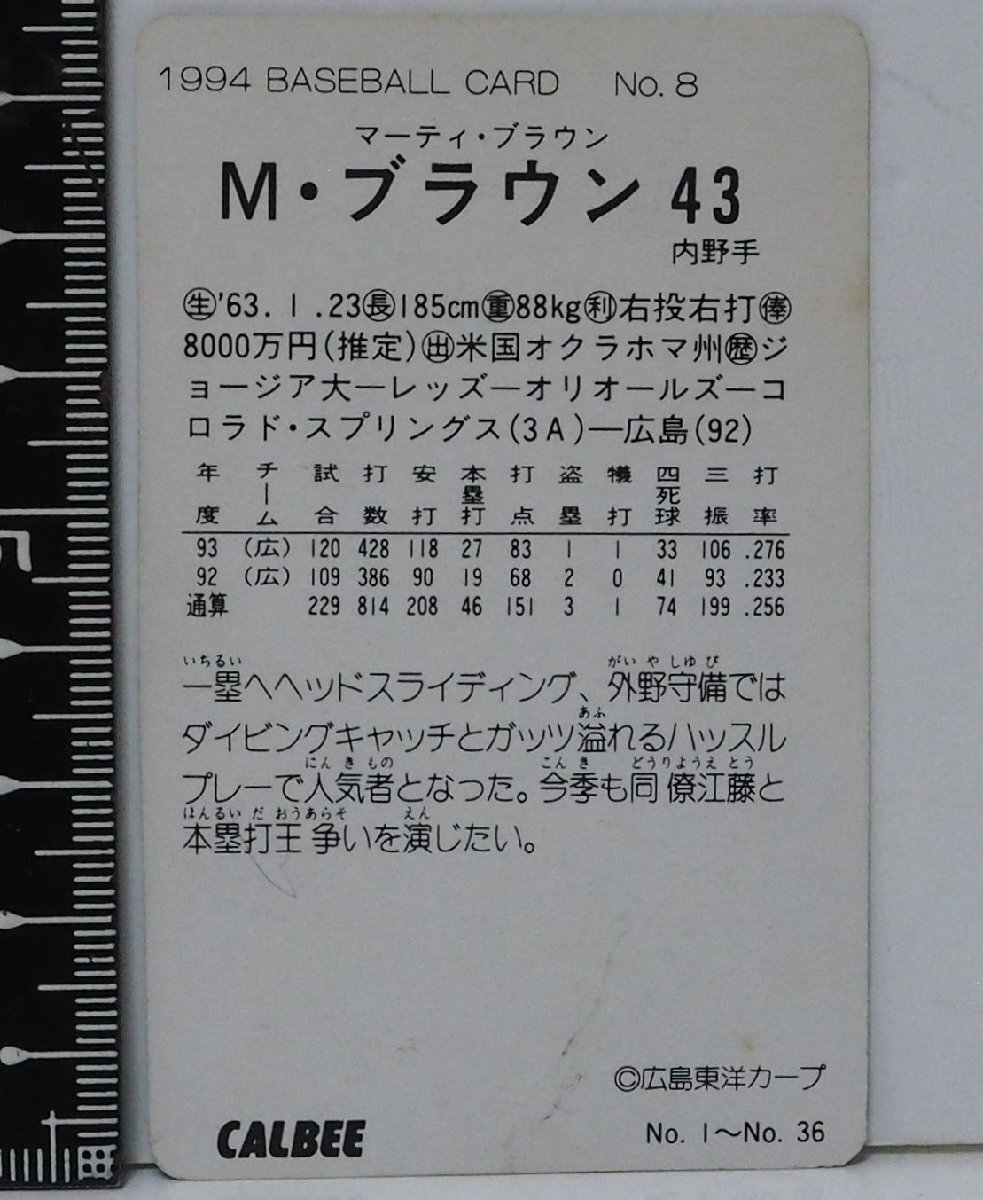 1994 BASEBALL CARD No. 8
マーティ・ブラウン
M・ブラウン 43
内野手
㊤'63. 1 .23㊤185cm㊤88kg㊤右投右打㊤
8000万円(推定)㊤米国オクラホマ州㊤ジ
ョージア大―レッズ―オリオールズ―コ
ロラド・スプリングス(3A)―広島(92)
年度 チーム 試合 打数 安打 本塁打 打点 盗塁 犠打 四死球 三振 打率
93 (広) 120 428 118 27 83 1 1 33 106 .276
92 (広) 109 386 90 19 68 2 0 41 93 .233
通算 229 814 208 46 151 3 1 74 199 .256
いちるい がいやしゅび
一塁へヘッドスライディング、外野守備では
あふ
ダイビングキャッチとガッツ溢れるハッスル
にんきもの こんき どうりょうえとう
プレーで人気者となった。今季も同僚江藤と
ほんるいだおうあらそ えん
本塁打王争いを演じたい。
©広島東洋カープ
CALBEE No. 1～No. 36